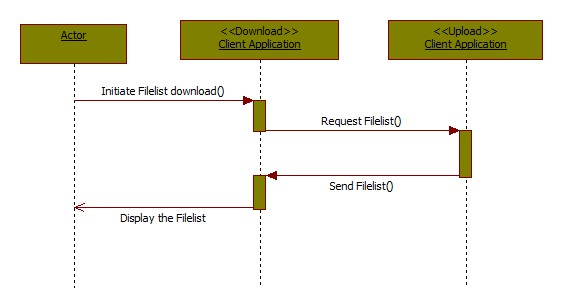 Actor
<<Download>>
Client Application
<<Upload>>
Client Application
Initiate Filelist download()
Request Filelist()
Send Filelist()
Display the Filelist